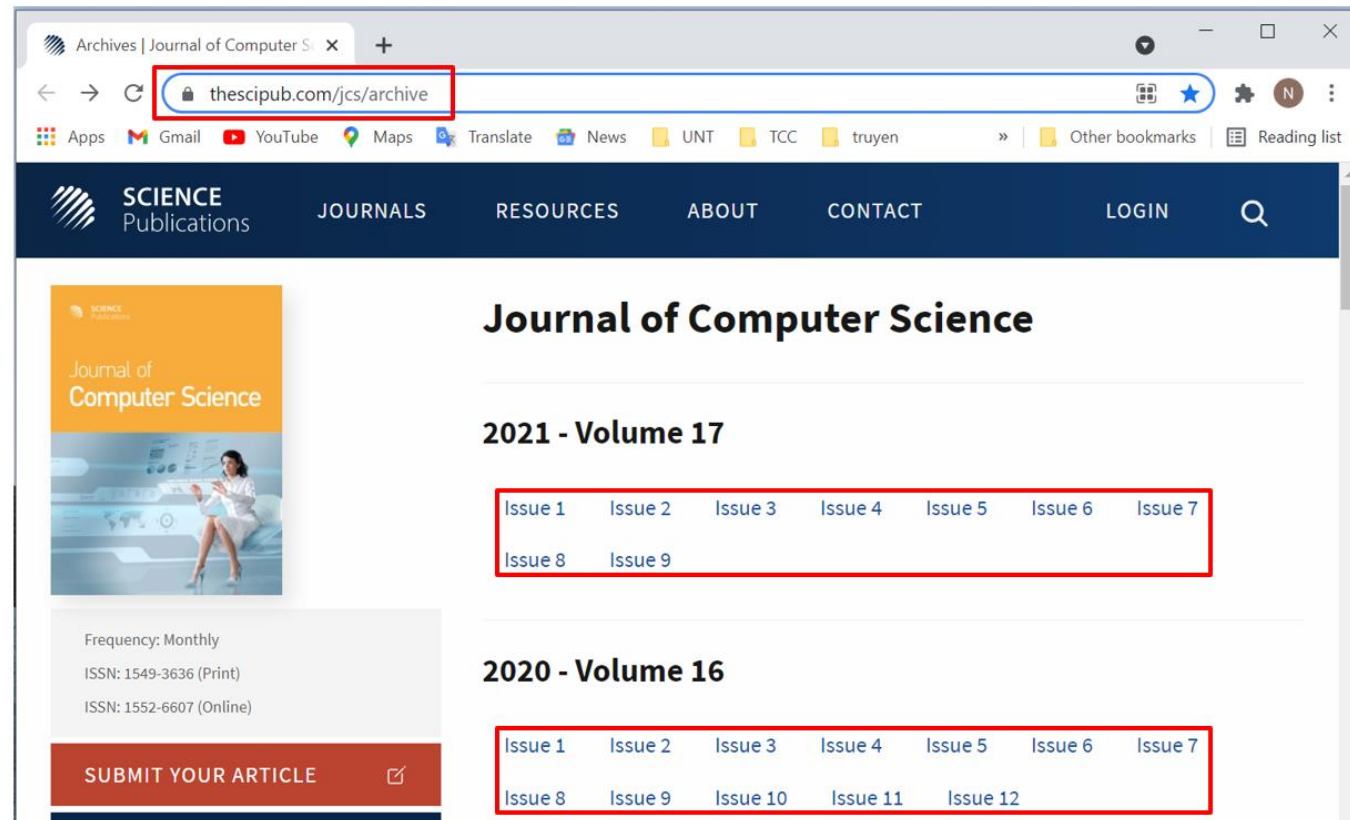 Archives | Journal of Computer S
thescipub.com/jcs/archive
N
Apps Gmail YouTube Maps Translate News UNT TCC truyen » Other bookmarks Reading list
SCIENCE
Publications
JOURNALS RESOURCES ABOUT CONTACT LOGIN
SCIENCE
Publications
Journal of
Computer Science
Journal of Computer Science
2021 - Volume 17
Issue 1 Issue 2 Issue 3 Issue 4 Issue 5 Issue 6 Issue 7
Issue 8 Issue 9
Frequency: Monthly
ISSN: 1549-3636 (Print)
ISSN: 1552-6607 (Online)
2020 - Volume 16
Issue 1 Issue 2 Issue 3 Issue 4 Issue 5 Issue 6 Issue 7
Issue 8 Issue 9 Issue 10 Issue 11 Issue 12
SUBMIT YOUR ARTICLE